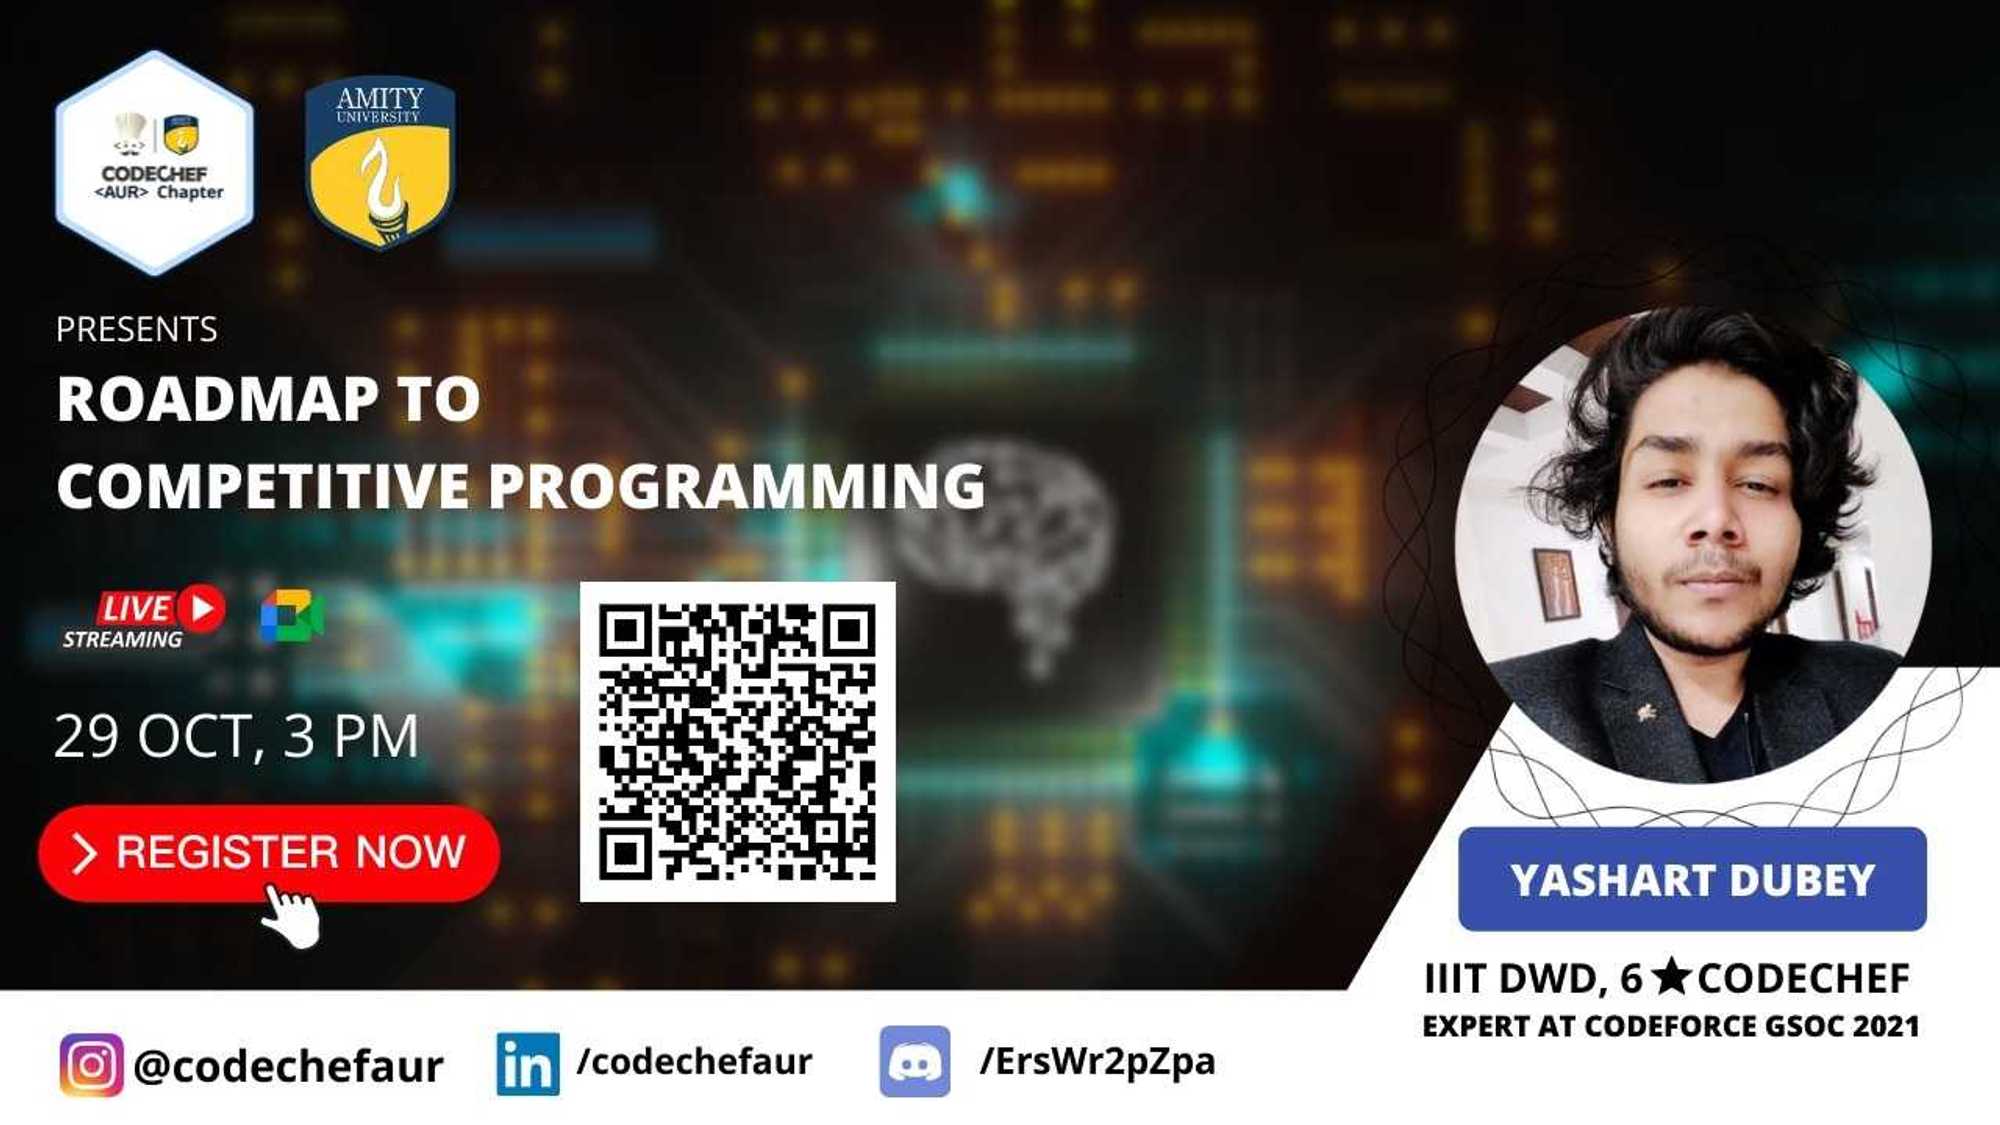 CODECHEF
<AUR> Chapter
AMITY
UNIVERSITY
PRESENTS
ROADMAP TO
COMPETITIVE PROGRAMMING
LIVE
STREAMING
29 OCT, 3 PM
REGISTER NOW
YASHART DUBEY
IIIT DWD, 6 ★ CODECHEF
EXPERT AT CODEFORCE GSOC 2021
@codechefaur
in /codechefaur
/ErsWr2pZpa